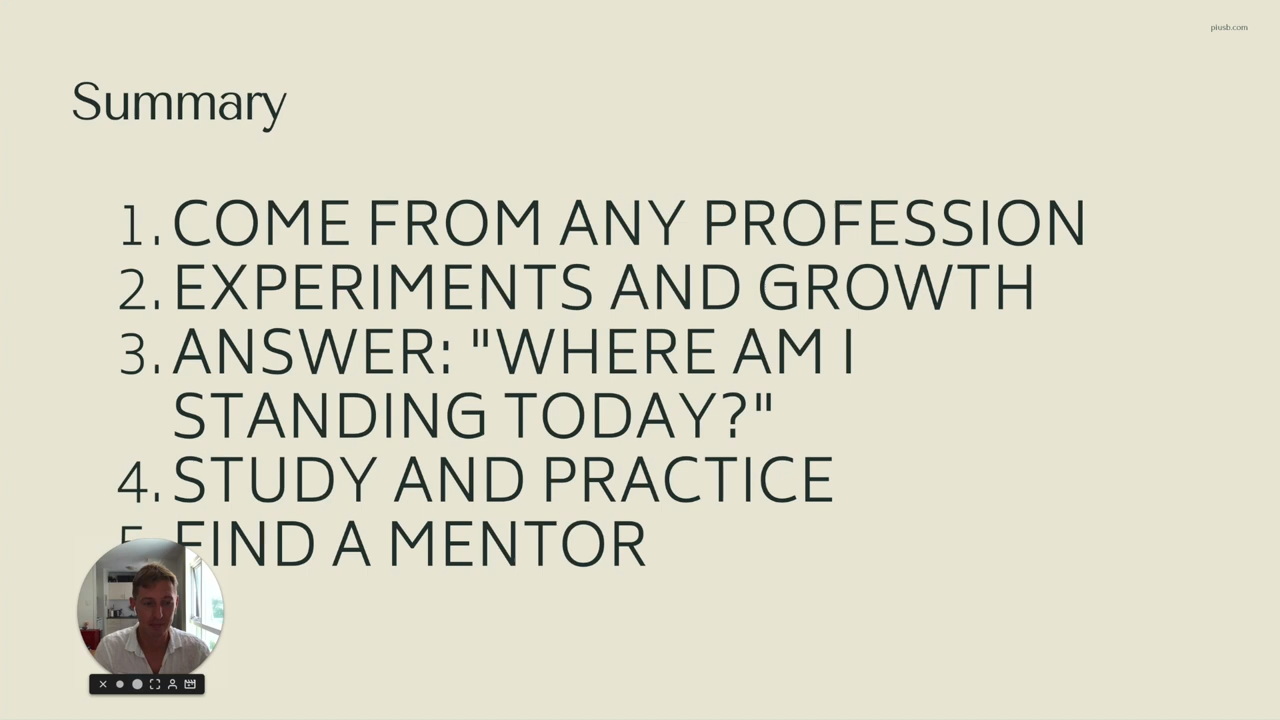 piusb.com
Summary
1. COME FROM ANY PROFESSION
2. EXPERIMENTS AND GROWTH
3. ANSWER: "WHERE AM I
STANDING TODAY?"
4. STUDY AND PRACTICE
5. FIND A MENTOR